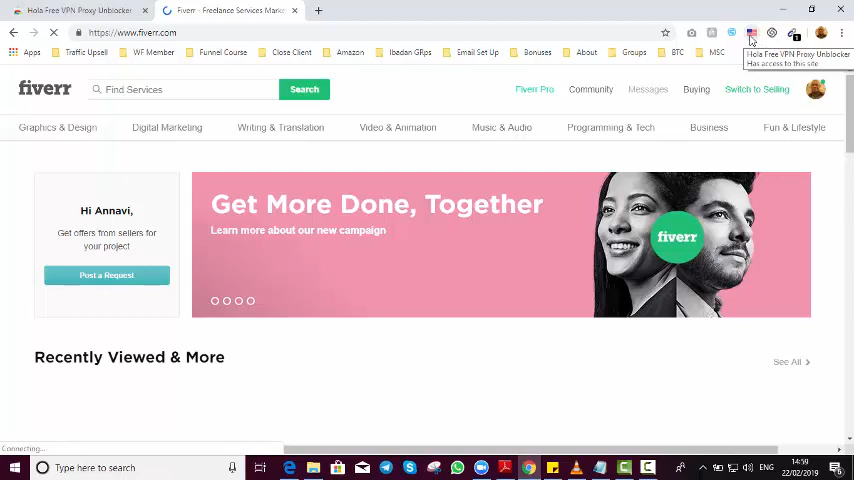 Hola Free VPN Proxy Unblocker
Fiverr - Freelance Services Mark
https://www.fiverr.com
Apps
Traffic Upsell
WF Member
Funnel Course
Close Client
Amazon
Ibadan GRps
Email Set Up
Bonuses
About
Groups
BTC
MSC
Hola Free VPN Proxy Unblocker
Has access to this site
fiverr
Find Services
Search
Fiverr Pro
Community
Messages
Buying
Switch to Selling
Graphics & Design
Digital Marketing
Writing & Translation
Video & Animation
Music & Audio
Programming & Tech
Business
Fun & Lifestyle
Hi Annavi,
Get offers from sellers for
your project
Post a Request
Get More Done, Together
Learn more about our new campaign
fiverr
Recently Viewed & More
See All
Connecting...
Type here to search
ENG
14:59
22/02/2019